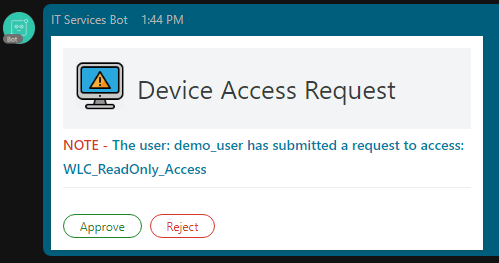 IT Services Bot 1:44 PM
Bot
Device Access Request
NOTE - The user: demo_user has submitted a request to access:
WLC_ReadOnly_Access
Approve Reject